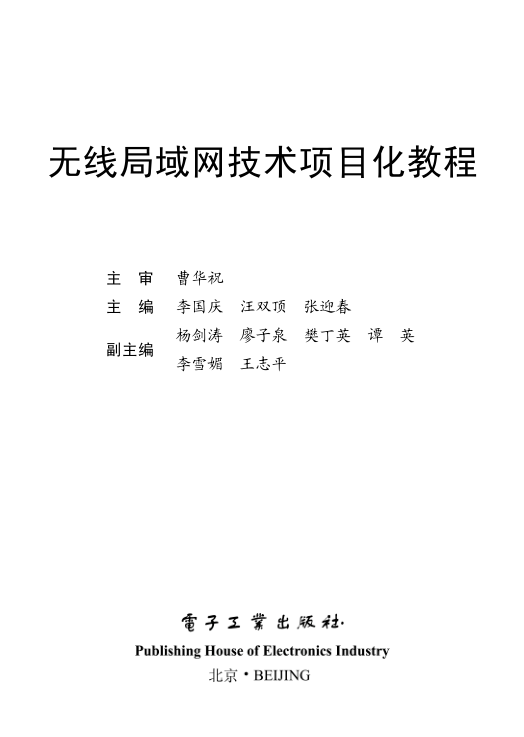 无线局域网技术项目化教程
主 审 曹华祝
主 编 李国庆 汪双顶 张迎春
副主编 杨剑涛 廖子泉 樊丁英 谭 英
李雪媚 王志平
電子工業出版社·
Publishing House of Electronics Industry
北京·BEIJING